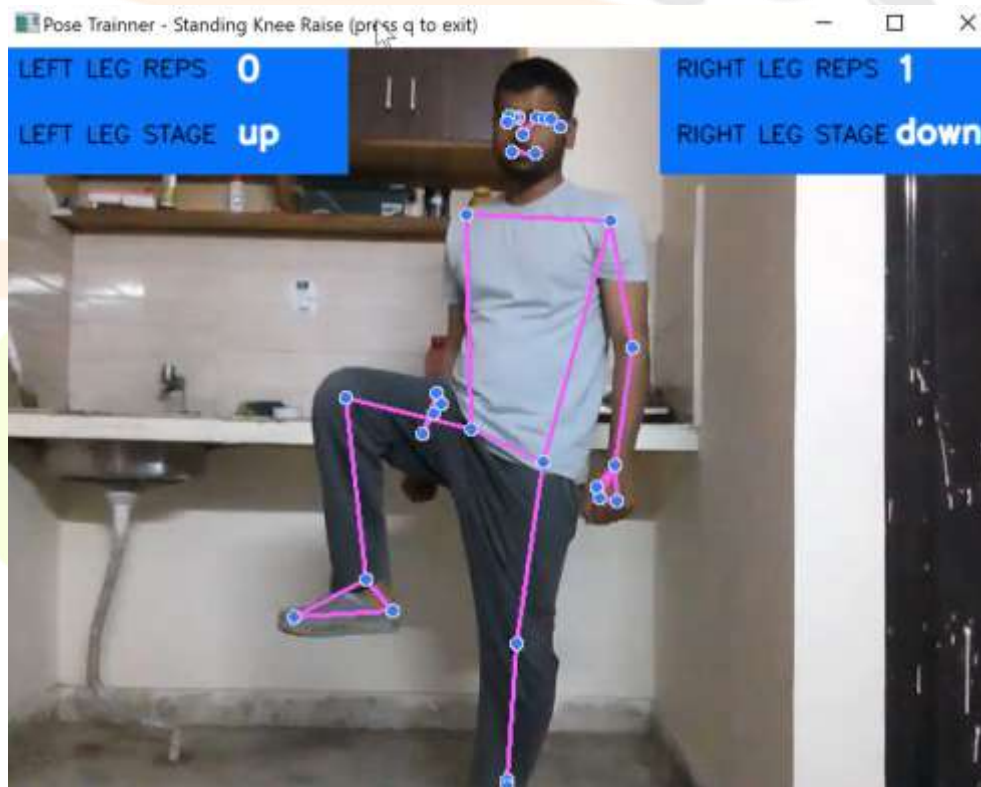 Pose Trainner - Standing Knee Raise (press q to exit)
LEFT LEG REPS 0
LEFT LEG STAGE up
RIGHT LEG REPS 1
RIGHT LEG STAGE down